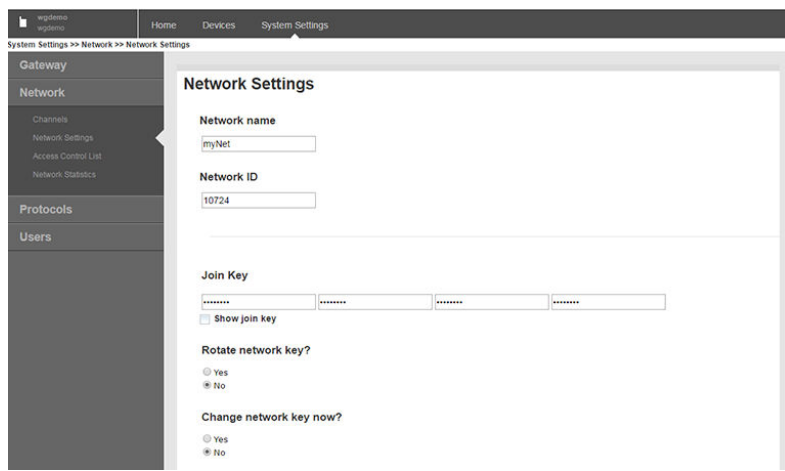 wgdemo
wgdemo
Home Devices System Settings
System Settings >> Network >> Network Settings
Gateway
Network
Channels
Network Settings
Access Control List
Network Statistics
Protocols
Users
Network Settings
Network name
myNet
Network ID
10724
Join Key
•••••••• •••••••• •••••••• ••••••••
Show join key
Rotate network key?
Yes
No
Change network key now?
Yes
No